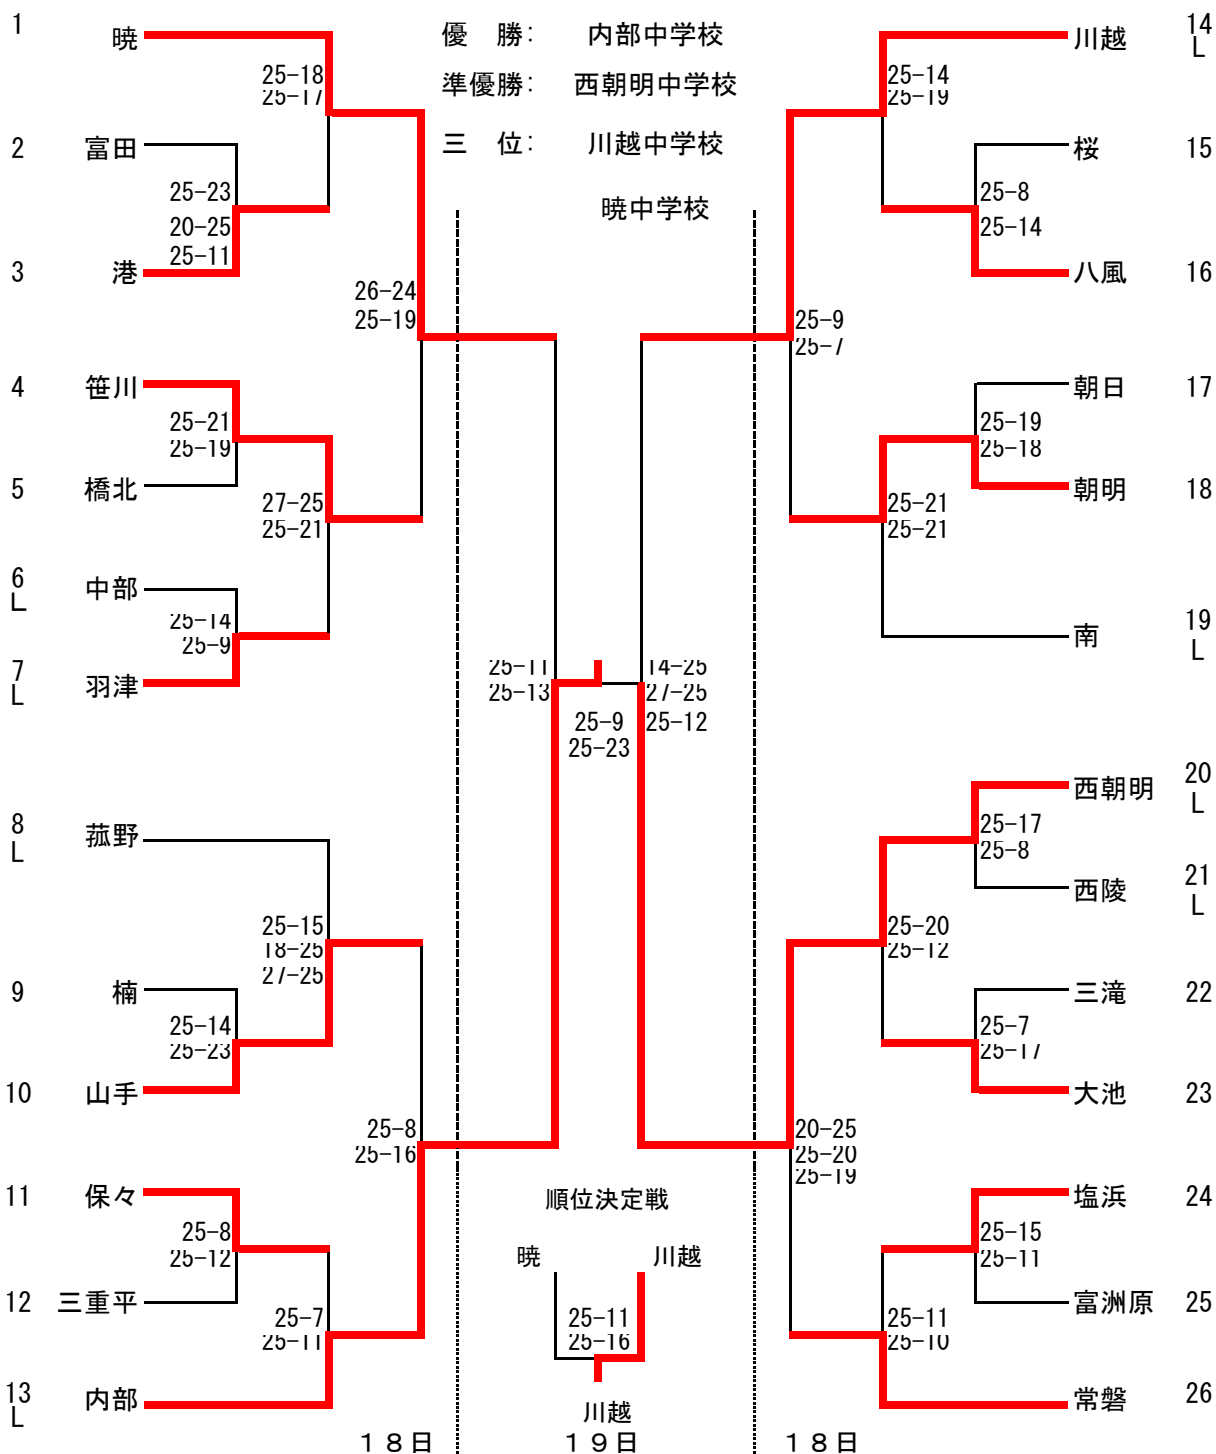 優　勝：　内部中学校
準優勝：　西朝明中学校
三　位：　川越中学校
暁中学校
1
暁
25-18
25-17
2
富田
25-23
20-25
25-11
3
港
26-24
25-19
4
笹川
25-21
25-19
5
橋北
27-25
25-21
6
L
中部
25-14
25-9
7
L
羽津
25-11
25-13
8
L
菰野
25-15
18-25
27-25
9
楠
25-14
25-23
10
山手
25-8
25-16
11
保々
25-8
25-12
12
三重平
25-7
25-11
13
L
内部
25-9
25-23
14
L
川越
25-14
25-19
桜
15
25-8
25-14
八風
16
25-9
25-7
朝日
17
25-19
25-18
朝明
18
25-21
25-21
南
19
L
14-25
27-25
25-12
西朝明
20
L
25-17
25-8
西陵
21
L
25-20
25-12
三滝
22
25-7
25-17
大池
23
20-25
25-20
25-19
塩浜
24
25-15
25-11
富洲原
25
25-11
25-10
常磐
26
順位決定戦
暁
川越
25-11
25-16
川越
１８日
１９日
１８日